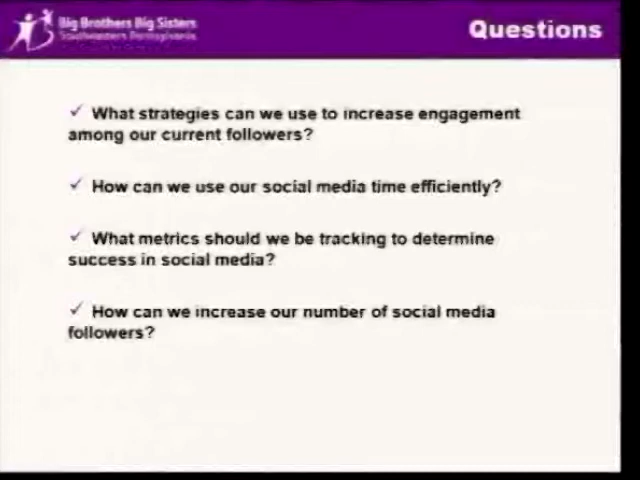 Big Brothers Big Sisters
Southeastern Pennsylvania
Questions
✓ What strategies can we use to increase engagement
among our current followers?
✓ How can we use our social media time efficiently?
✓ What metrics should we be tracking to determine
success in social media?
✓ How can we increase our number of social media
followers?